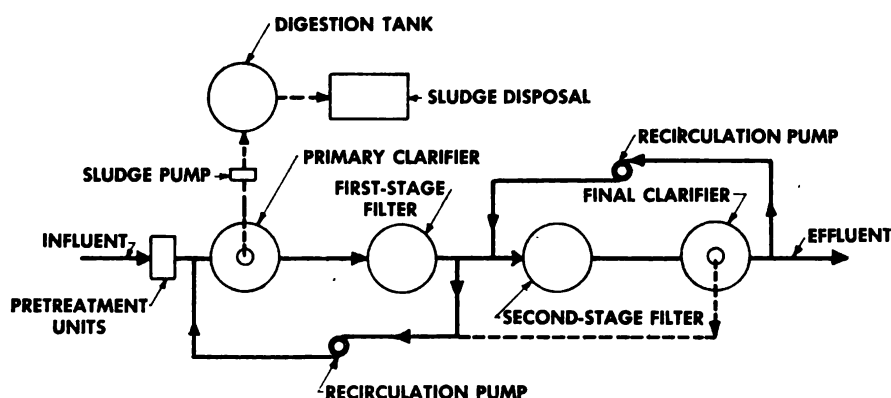 DIGESTION TANK
SLUDGE DISPOSAL
RECIRCULATION PUMP
PRIMARY CLARIFIER
SLUDGE PUMP
FIRST-STAGE
FILTER
FINAL CLARIFIER
INFLUENT
EFFLUENT
PRETREATMENT
UNITS
SECOND-STAGE FILTER
RECIRCULATION PUMP